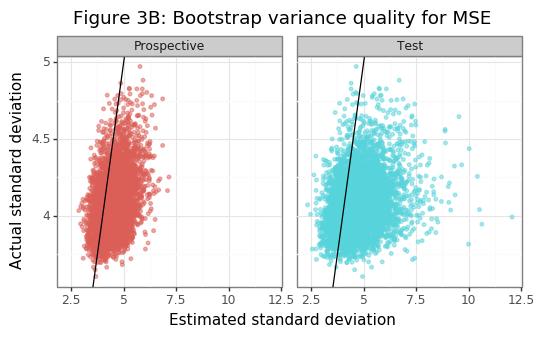 Figure 3B: Bootstrap variance quality for MSE
Prospective
Test
5
4.5
4
Actual standard deviation
2.5 5 7.5 10 12.5
2.5 5 7.5 10 12.5
Estimated standard deviation